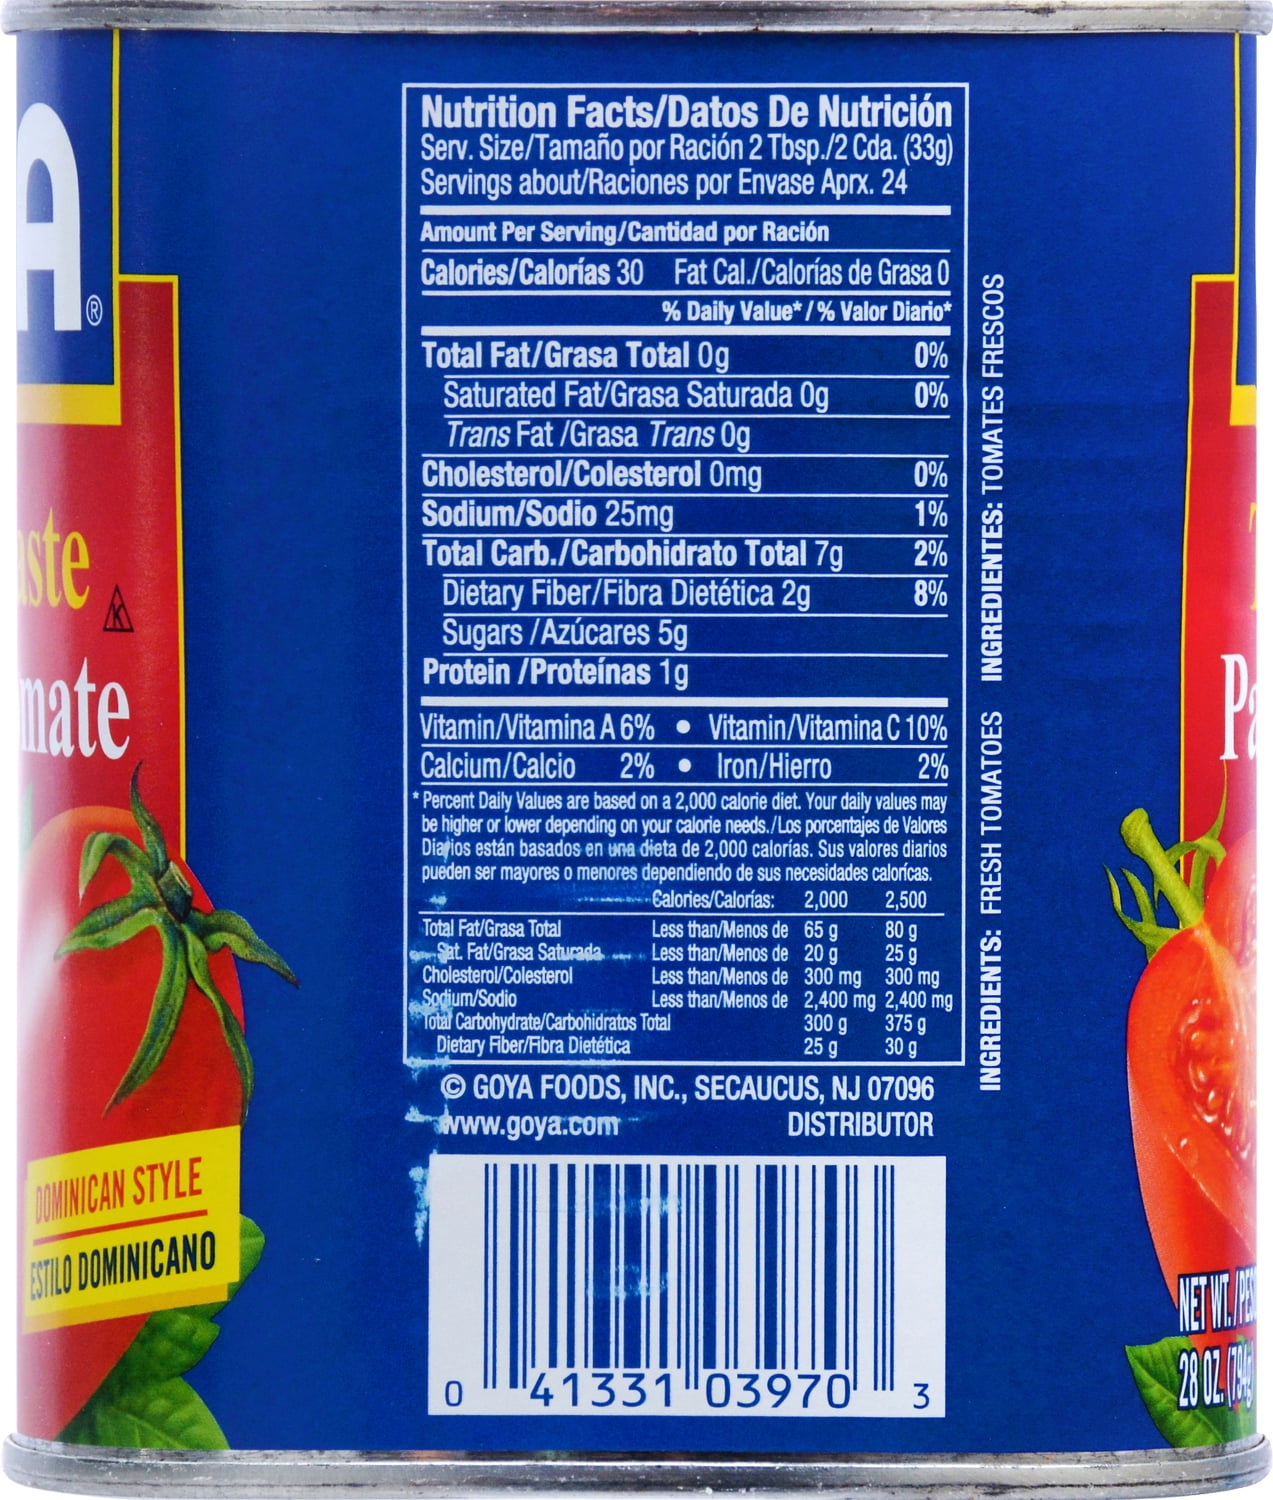 A
®
aste
K
mate
DOMINICAN STYLE
ESTILO DOMINICANO
Nutrition Facts/Datos De Nutrición
Serv. Size/Tamaño por Ración 2 Tbsp./2 Cda. (33g)
Servings about/Raciones por Envase Aprx. 24
Amount Per Serving/Cantidad por Ración
Calories/Calorías 30 Fat Cal./Calorías de Grasa 0
% Daily Value* / % Valor Diario*
Total Fat/Grasa Total 0g 0%
Saturated Fat/Grasa Saturada 0g 0%
Trans Fat /Grasa Trans 0g
Cholesterol/Colesterol 0mg 0%
Sodium/Sodio 25mg 1%
Total Carb./Carbohidrato Total 7g 2%
Dietary Fiber/Fibra Dietética 2g 8%
Sugars /Azúcares 5g
Protein /Proteínas 1g
Vitamin/Vitamina A 6% • Vitamin/Vitamina C 10%
Calcium/Calcio 2% • Iron/Hierro 2%
* Percent Daily Values are based on a 2,000 calorie diet. Your daily values may
be higher or lower depending on your calorie needs./Los porcentajes de Valores
Diarios están basados en una dieta de 2,000 calorías. Sus valores diarios
pueden ser mayores o menores dependiendo de sus necesidades calorícas.
Calories/Calorías: 2,000 2,500
Total Fat/Grasa Total Less than/Menos de 65 g 80 g
Sat. Fat/Grasa Saturada Less than/Menos de 20 g 25 g
Cholesterol/Colesterol Less than/Menos de 300 mg 300 mg
Sodium/Sodio Less than/Menos de 2,400 mg 2,400 mg
Total Carbohydrate/Carbohidratos Total 300 g 375 g
Dietary Fiber/Fibra Dietética 25 g 30 g
© GOYA FOODS, INC., SECAUCUS, NJ 07096
www.goya.com DISTRIBUTOR
0 41331 03970 3
INGREDIENTS: FRESH TOMATOES INGREDIENTES: TOMATES FRESCOS
Pa
NET WT./PES
28 OZ. (794g)